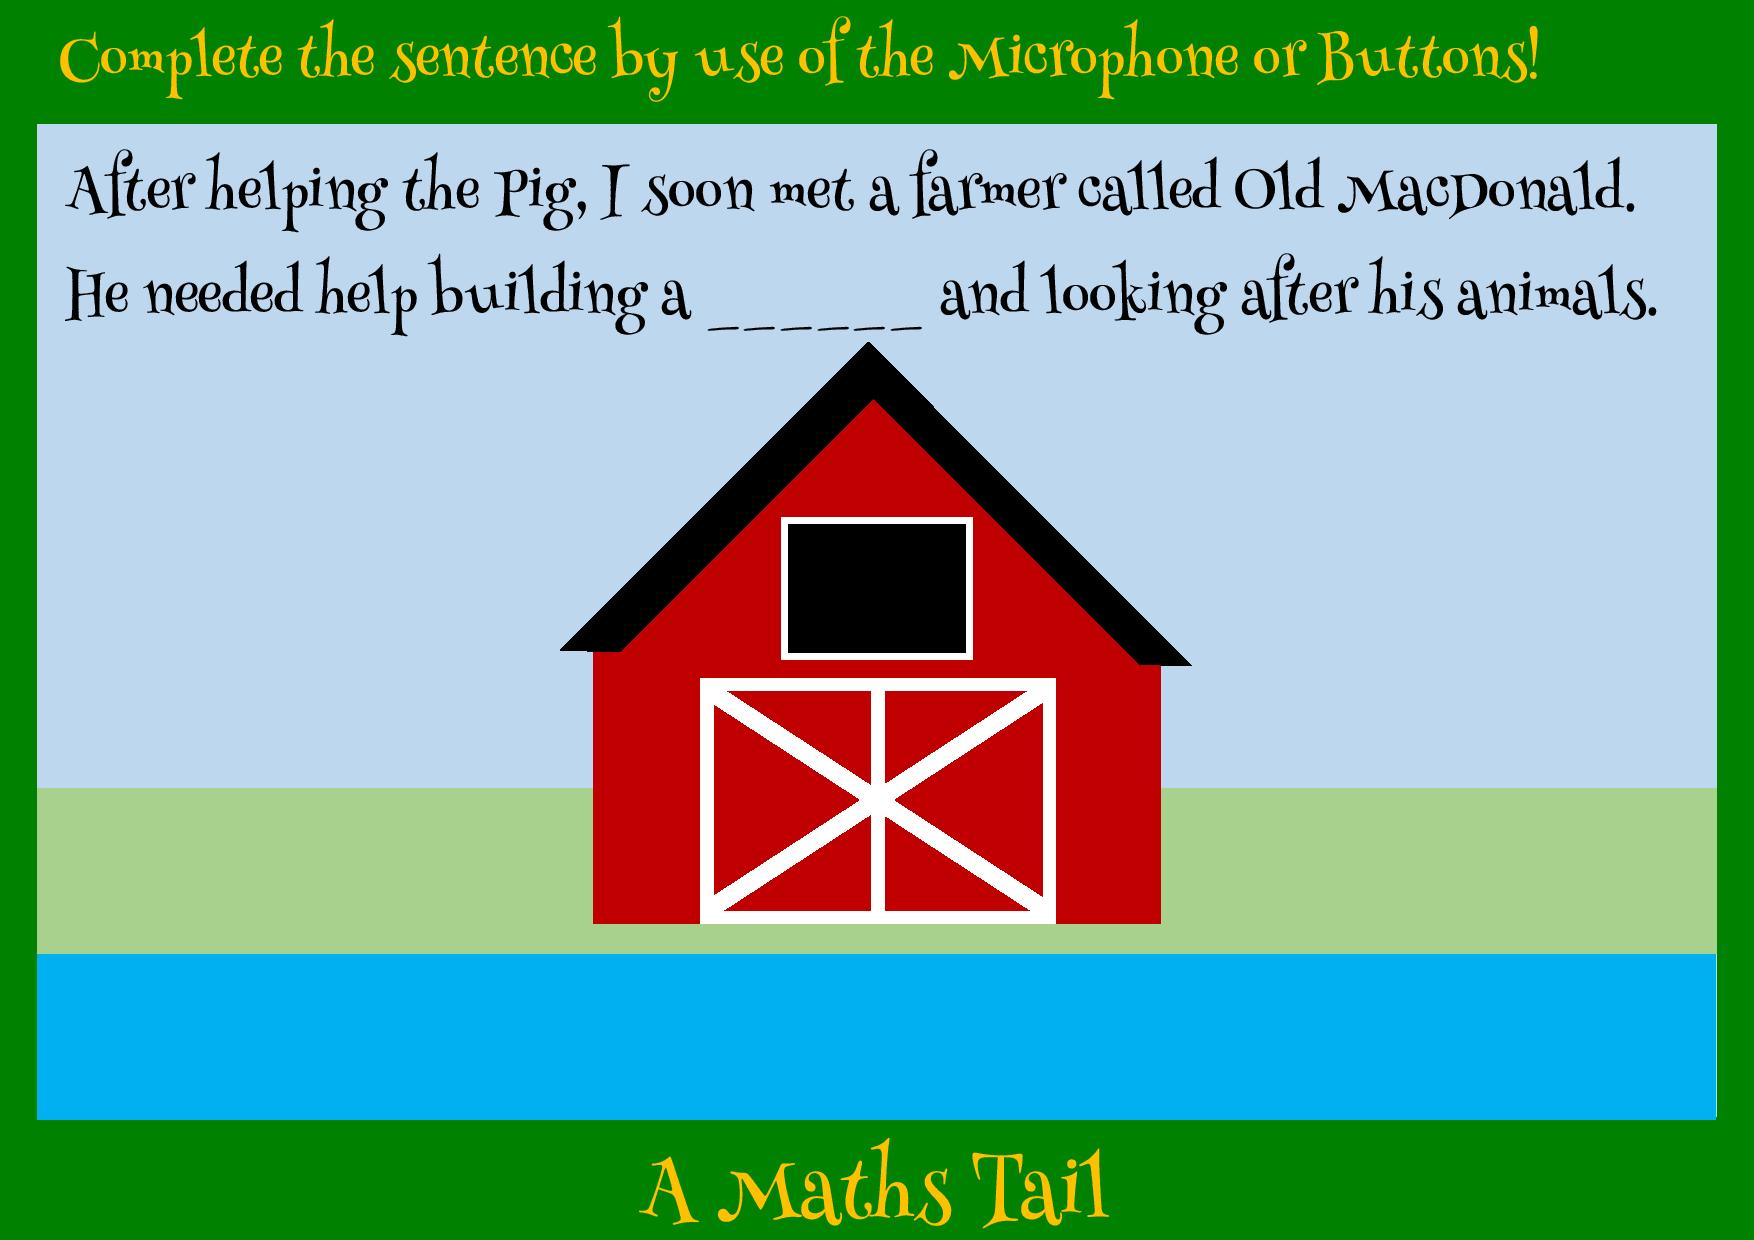 Complete the sentence by use of the Microphone or Buttons!
After helping the Pig, I soon met a farmer called Old MacDonald.
He needed help building a ______ and looking after his animals.
A Maths Tail